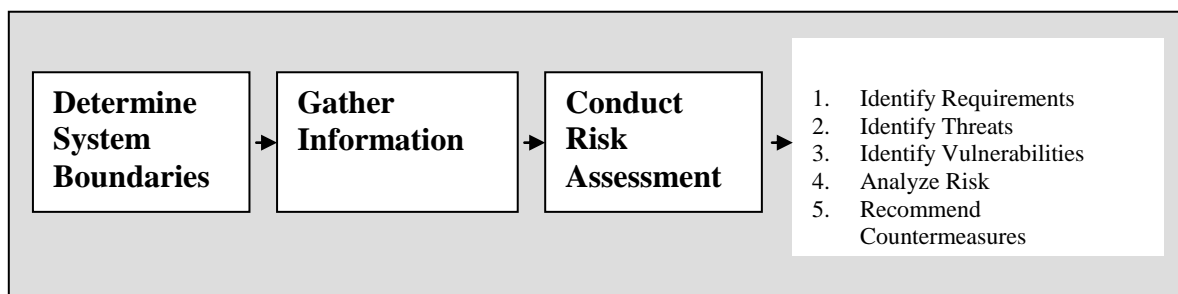 Determine
System
Boundaries
Gather
Information
Conduct
Risk
Assessment
1. Identify Requirements
2. Identify Threats
3. Identify Vulnerabilities
4. Analyze Risk
5. Recommend
Countermeasures